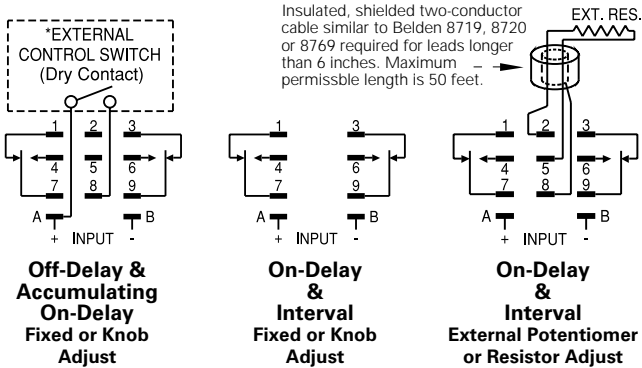 *EXTERNAL
CONTROL SWITCH
(Dry Contact)
1 2 3
4 5 6
7 8 9
A B
+ INPUT -
Off-Delay &
Accumulating
On-Delay
Fixed or Knob
Adjust
1 3
4 6
7 9
A B
+ INPUT -
On-Delay
&
Interval
Fixed or Knob
Adjust
Insulated, shielded two-conductor
cable similar to Belden 8719, 8720
or 8769 required for leads longer
than 6 inches. Maximum
permissble length is 50 feet.
EXT. RES.
1 2 3
4 5 6
7 8 9
A B
+ INPUT -
On-Delay
&
Interval
External Potentiomer
or Resistor Adjust